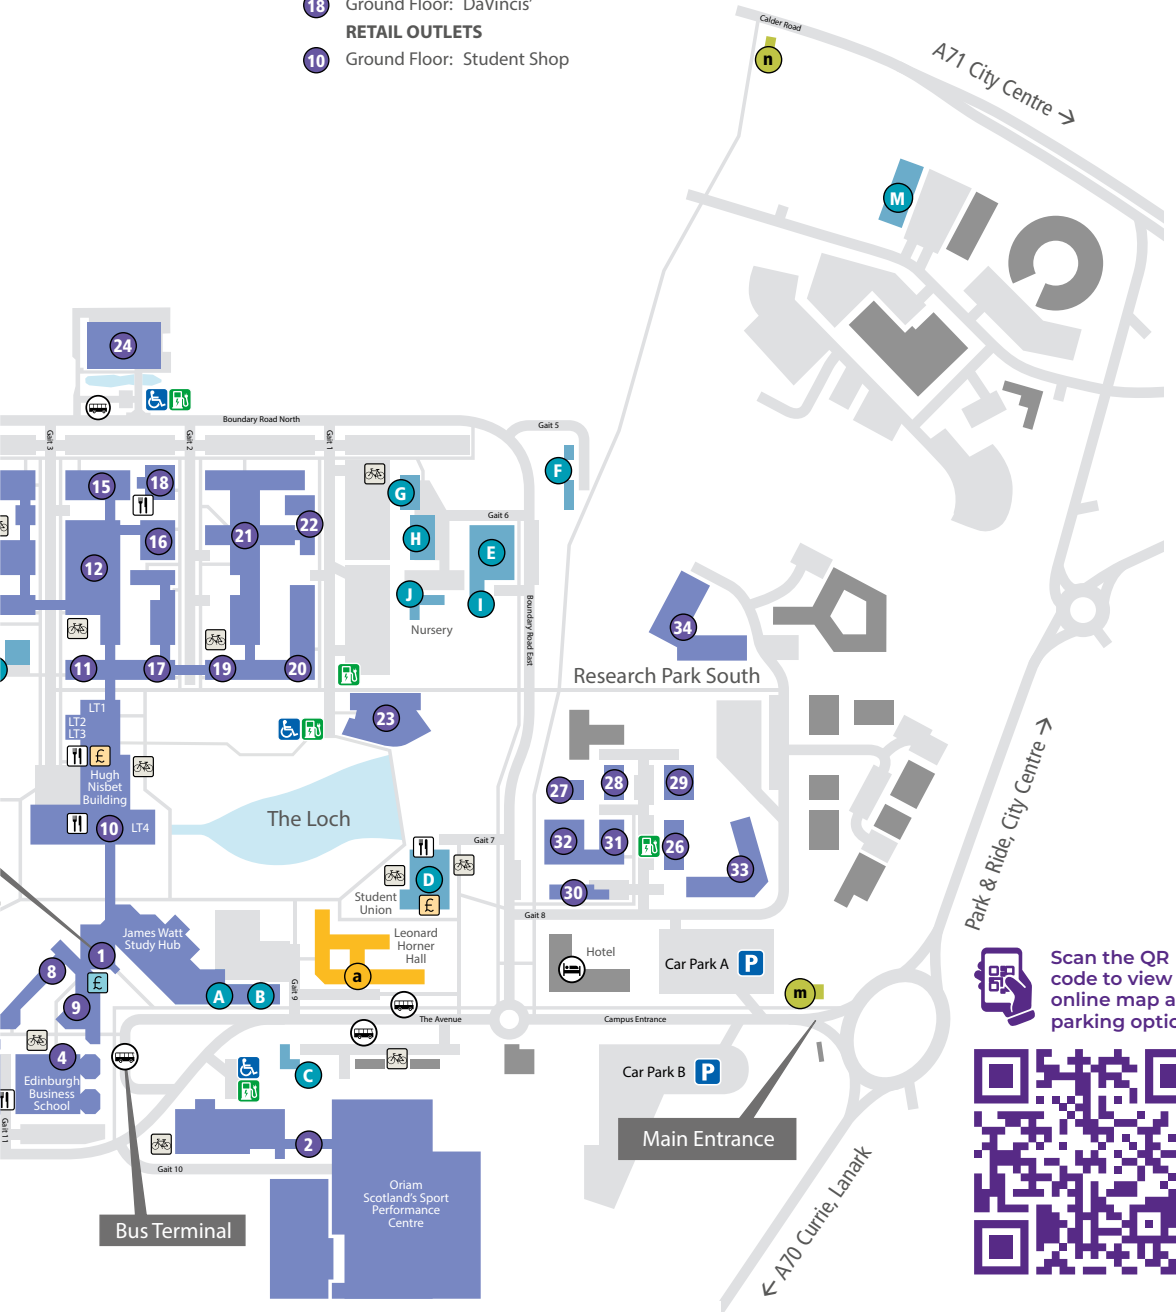 18 Ground Floor: DaVincis'
RETAIL OUTLETS
10 Ground Floor: Student Shop
Calder Road
n
A71 City Centre →
M
24
Boundary Road North
Gait 5
Gait 3
Gait 2
Gait 1
F
15
18
G
22
Gait 6
21
16
H
E
12
J
I
Nursery
Boundary Road East
34
11
17
19
20
Research Park South
LT1
LT2
LT3
23
£
Hugh
Nisbet
Building
27
28
29
10
LT4
The Loch
Gait 7
32
31
26
33
D
Student
Union
£
30
Gait 8
James Watt
Study Hub
Leonard
Horner
Hall
Park & Ride, City Centre →
1
8
£
9
A
B
Gait 9
a
Hotel
Car Park A P
m
Scan the QR
code to view
online map a
parking optic
The Avenue
Campus Entrance
4
Edinburgh
Business
School
C
Car Park B P
Gait 11
Main Entrance
2
Gait 10
Oriam
Scotland's Sport
Performance
Centre
Bus Terminal
← A70 Currie, Lanark